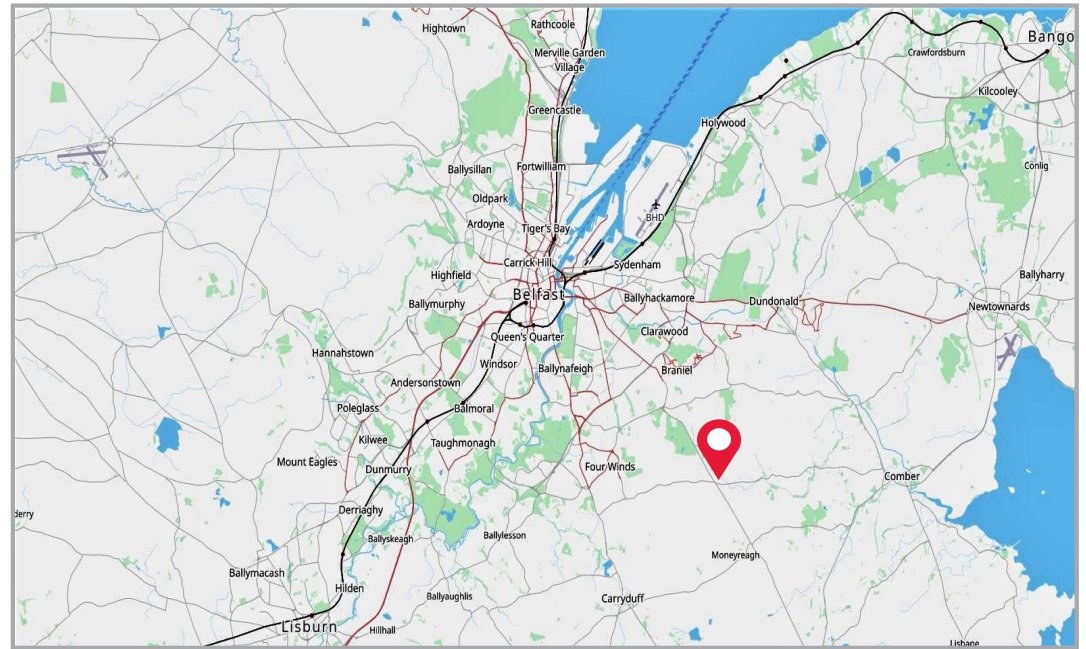 Rathcoole
Hightown
Bango
Merville Garden
Village
Crawfordsburn
Kilcooley
Greencastle
Holywood
Fortwilliam
Conlig
Ballysillan
Oldpark
BHD
Ardoyne
Tiger's Bay
Carrick Hill
Sydenham
Highfield
Ballyharry
Belfast
Ballyhackamore
Dundonald
Ballymurphy
Newtownards
Clarawood
Queen's Quarter
Hannahstown
Windsor
Ballynafeigh
Braniel
Andersonstown
Poleglass
Balmoral
Kilwee
Taughmonagh
Mount Eagles
Dunmurry
Four Winds
Comber
Derriaghy
derry
Ballyskeagh
Ballylesson
Moneyreagh
Ballymacash
Hilden
Ballyaughlis
Carryduff
Lisburn
Hillhall
Lisbane